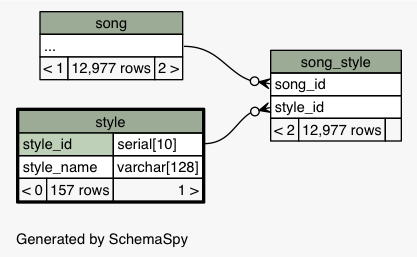 song
...
< 1 12,977 rows 2 >
song_style
song_id
style_id
< 2 12,977 rows
style
style_id serial[10]
style_name varchar[128]
< 0 157 rows 1 >
Generated by SchemaSpy